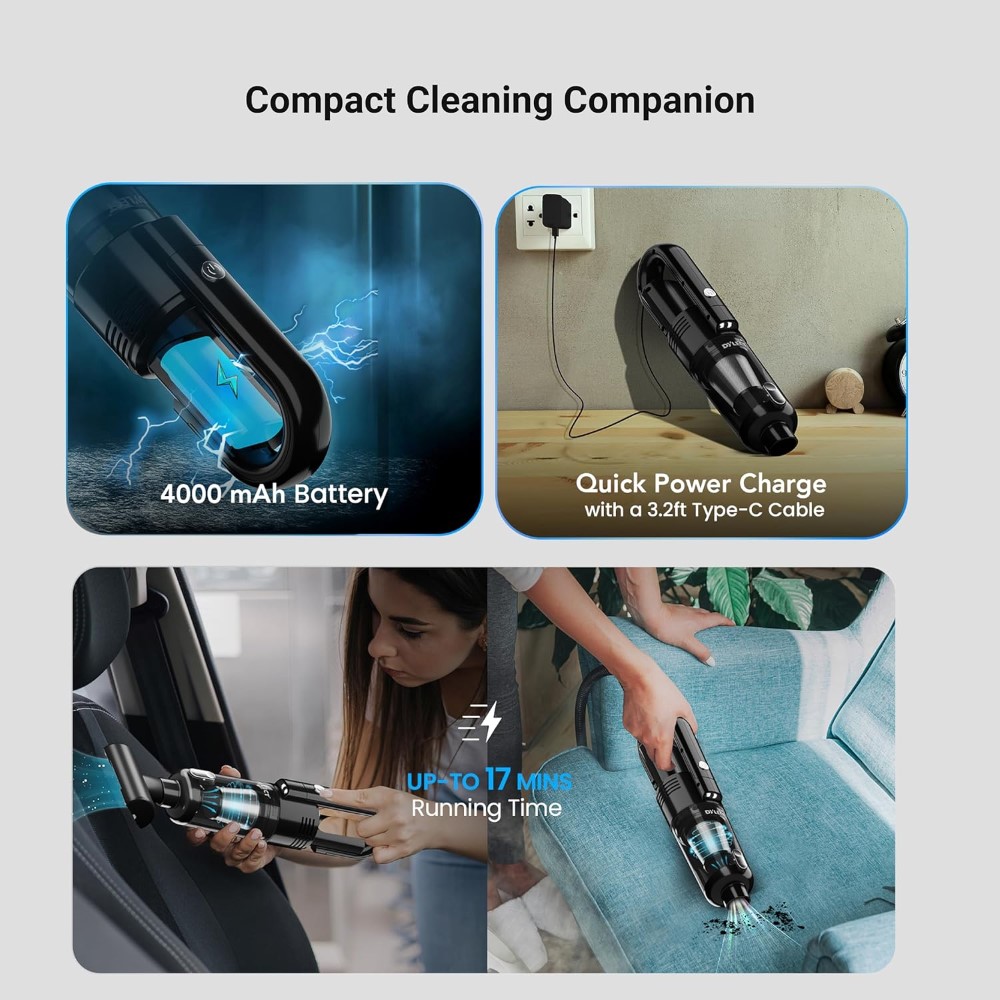 Compact Cleaning Companion
4000 mAh Battery
Quick Power Charge
with a 3.2ft Type-C Cable
UP-TO 17 MINS
Running Time